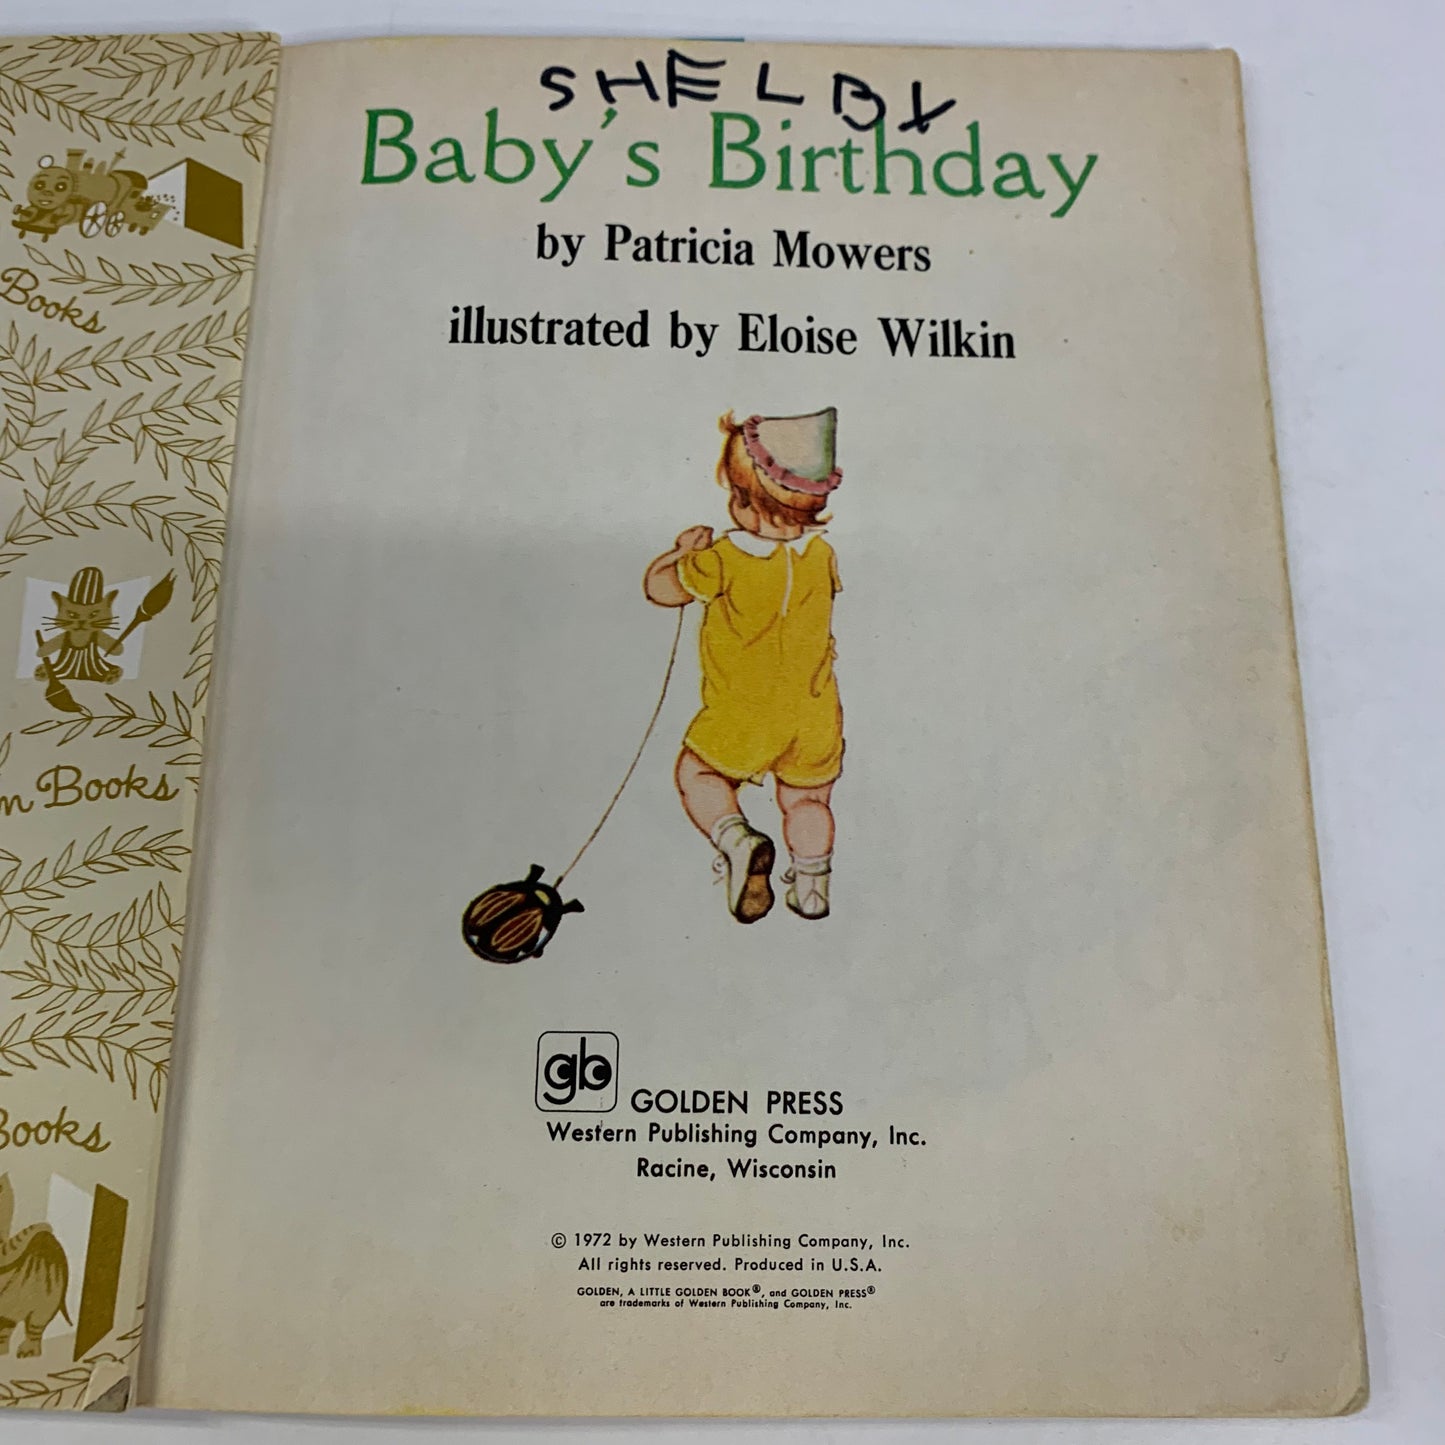 Books
n Books
Books
SHELBY
Baby's Birthday
by Patricia Mowers
illustrated by Eloise Wilkin
gb
GOLDEN PRESS
Western Publishing Company, Inc.
Racine, Wisconsin
© 1972 by Western Publishing Company, Inc.
All rights reserved. Produced in U.S.A.
GOLDEN, A LITTLE GOLDEN BOOK®, and GOLDEN PRESS®
are trademarks of Western Publishing Company, Inc.